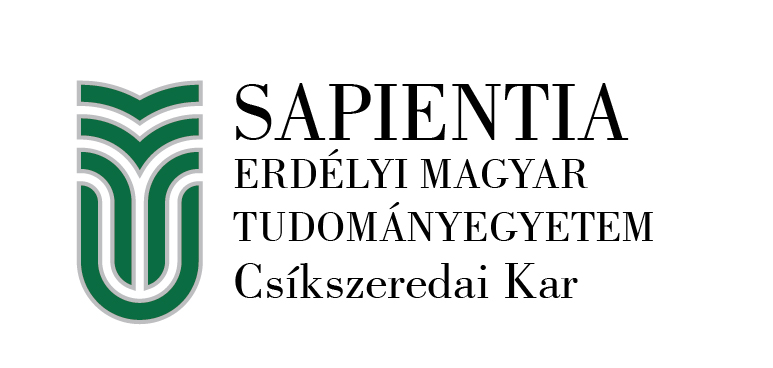 SAPIENTIA
ERDÉLYI MAGYAR
TUDOMÁNYEGYETEM
Csíkszeredai Kar